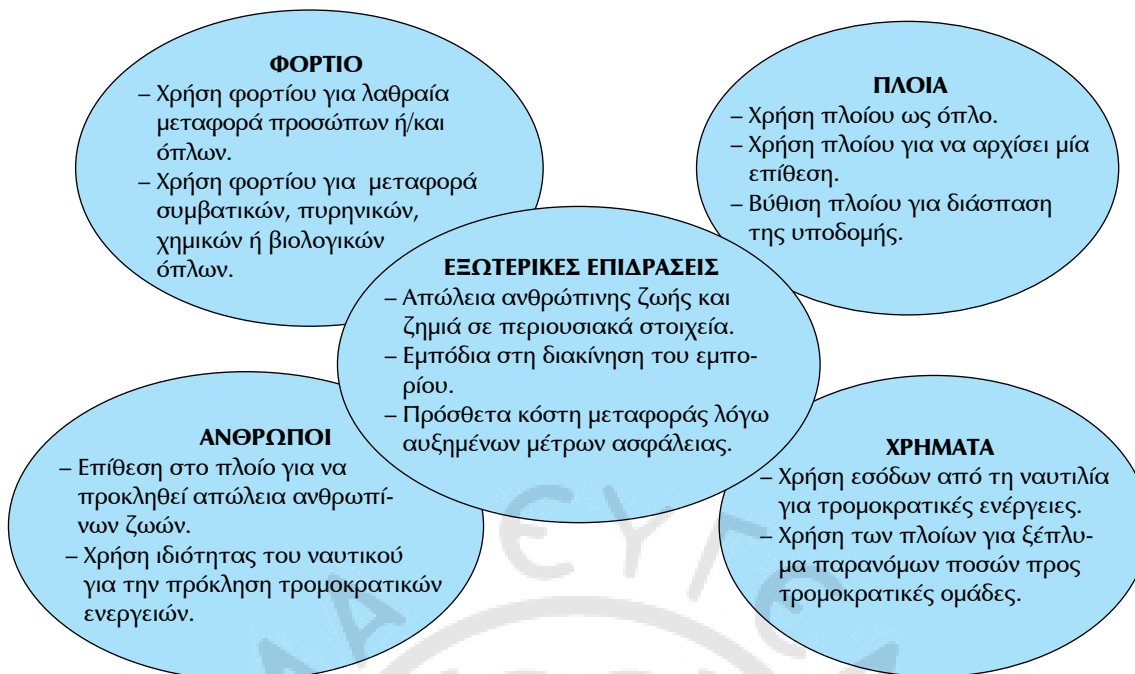 ΦΟΡΤΙΟ
– Χρήση φορτίου για λαθραία
μεταφορά προσώπων ή/και
όπλων.
– Χρήση φορτίου για μεταφορά
συμβατικών, πυρηνικών,
χημικών ή βιολογικών
όπλων.
ΠΛΟΙΑ
– Χρήση πλοίου ως όπλο.
– Χρήση πλοίου για να αρχίσει μία
επίθεση.
– Βύθιση πλοίου για διάσπαση
της υποδομής.
ΕΞΩΤΕΡΙΚΕΣ ΕΠΙΔΡΑΣΕΙΣ
– Απώλεια ανθρώπινης ζωής και
ζημιά σε περιουσιακά στοιχεία.
– Εμπόδια στη διακίνηση του εμπο-
ρίου.
– Πρόσθετα κόστη μεταφοράς λόγω
αυξημένων μέτρων ασφάλειας.
ΑΝΘΡΩΠΟΙ
– Επίθεση στο πλοίο για να
προκληθεί απώλεια ανθρωπί-
νων ζωών.
– Χρήση ιδιότητας του ναυτικού
για την πρόκληση τρομοκρατικών
ενεργειών.
ΧΡΗΜΑΤΑ
– Χρήση εσόδων από τη ναυτιλία
για τρομοκρατικές ενέργειες.
– Χρήση των πλοίων για ξέπλυ-
μα παρανόμων ποσών προς
τρομοκρατικές ομάδες.